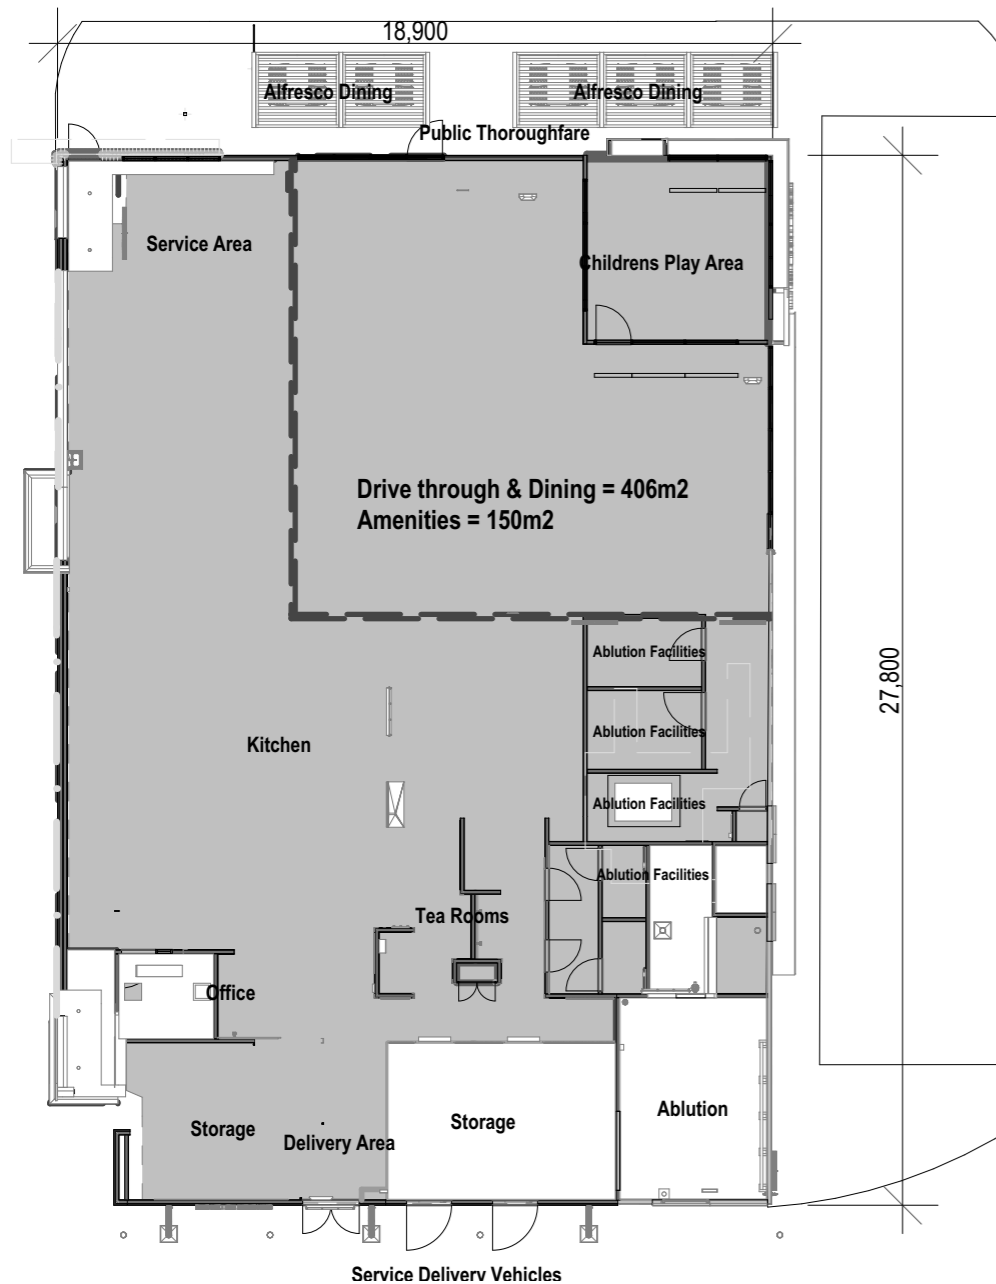 18,900
Alfresco Dining
Alfresco Dining
Public Thoroughfare
Service Area
Childrens Play Area
Drive through & Dining = 406m2
Amenities = 150m2
Ablution Facilities
27,800
Ablution Facilities
Kitchen
Ablution Facilities
Ablution Facilities
Tea Rooms
Office
Ablution
Storage
Storage
Delivery Area
Service Delivery Vehicles